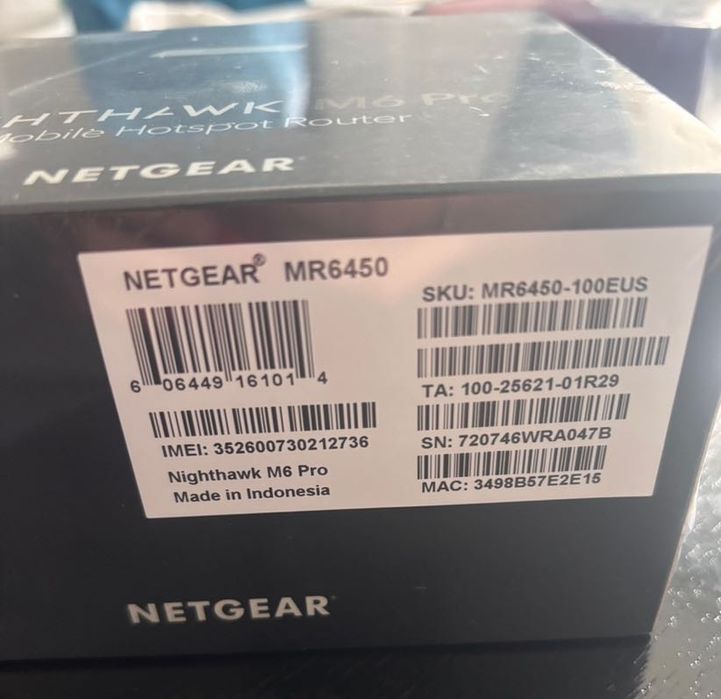 HTHAWK M6 Pro
Mobile Hotspot Router
NETGEAR
NETGEAR® MR6450
SKU: MR6450-100EUS
6 06449 16101 4
TA: 100-25621-01R29
IMEI: 352600730212736
SN: 720746WRA047B
Nighthawk M6 Pro
MAC: 3498B57E2E15
Made in Indonesia
NETGEAR